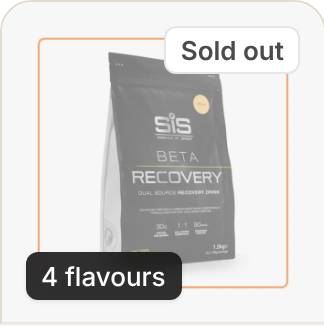 Sold out
SiS
BETA
RECOVERY
DUAL SOURCE RECOVERY DRINK
4 flavours